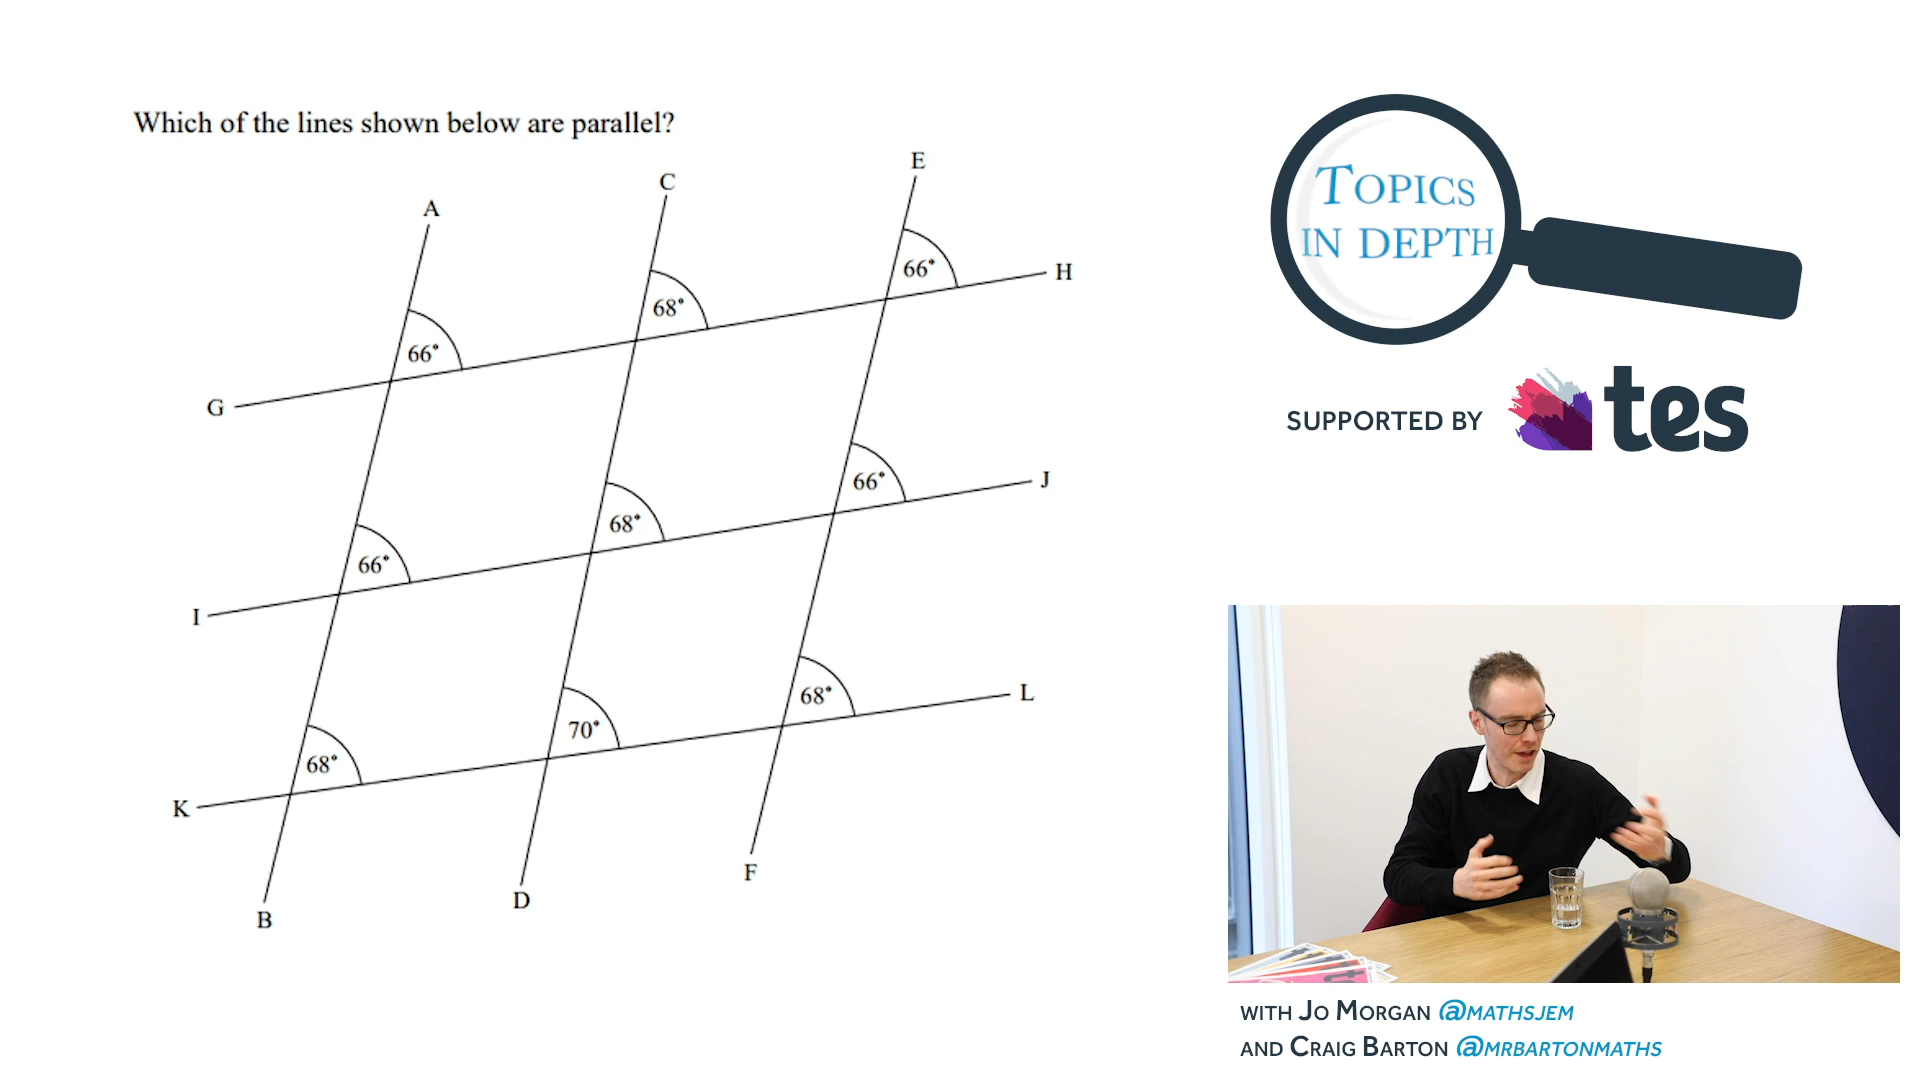 Which of the lines shown below are parallel?
E
C
A
66°
H
68°
66°
G
66°
J
68°
66°
I
68°
L
70°
68°
K
F
D
B
TOPICS
IN DEPTH
SUPPORTED BY
tes
WITH JO MORGAN @MATHSJEM
AND CRAIG BARTON @MRBARTONMATHS